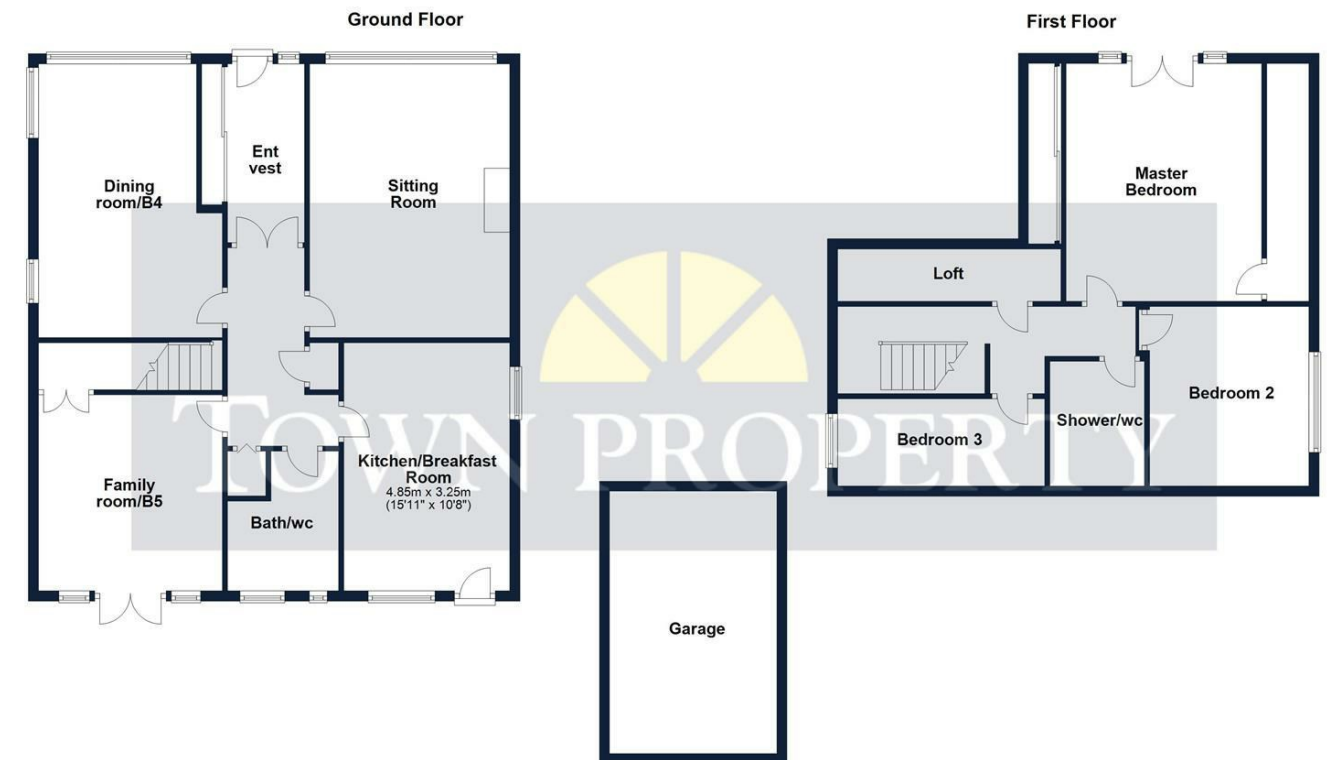 Ground Floor
First Floor
Ent
vest
Dining
room/B4
Sitting
Room
Master
Bedroom
Loft
Bedroom 2
Bedroom 3
Shower/wc
TOWN PROPERTY
Kitchen/Breakfast
Room
4.85m x 3.25m
(15'11" x 10'8")
Family
room/B5
Bath/wc
Garage